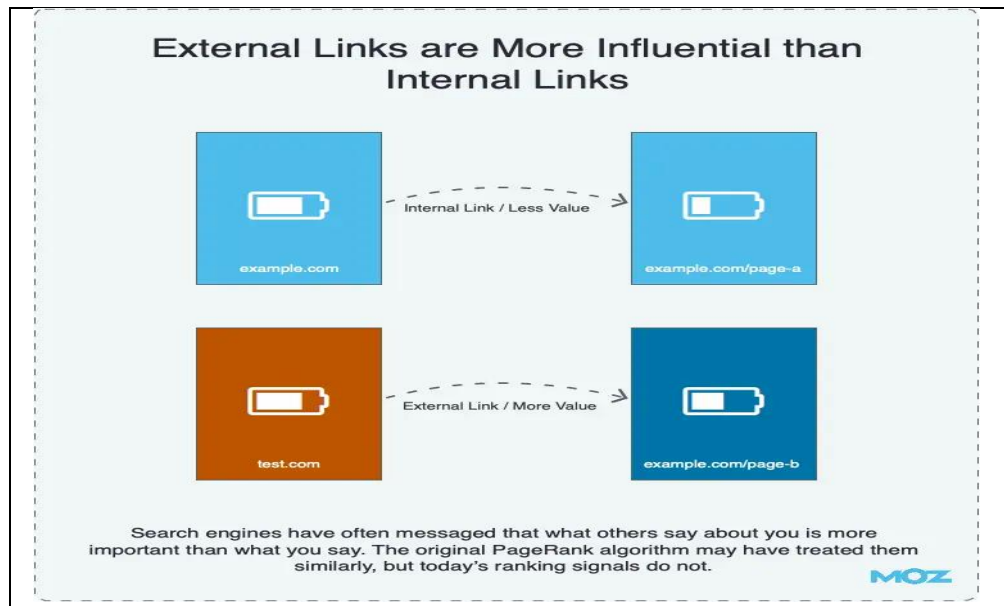 External Links are More Influential than
Internal Links
Internal Link / Less Value
example.com
example.com/page-a
External Link / More Value
test.com
example.com/page-b
Search engines have often messaged that what others say about you is more
important than what you say. The original PageRank algorithm may have treated them
similarly, but today's ranking signals do not.
MOZ